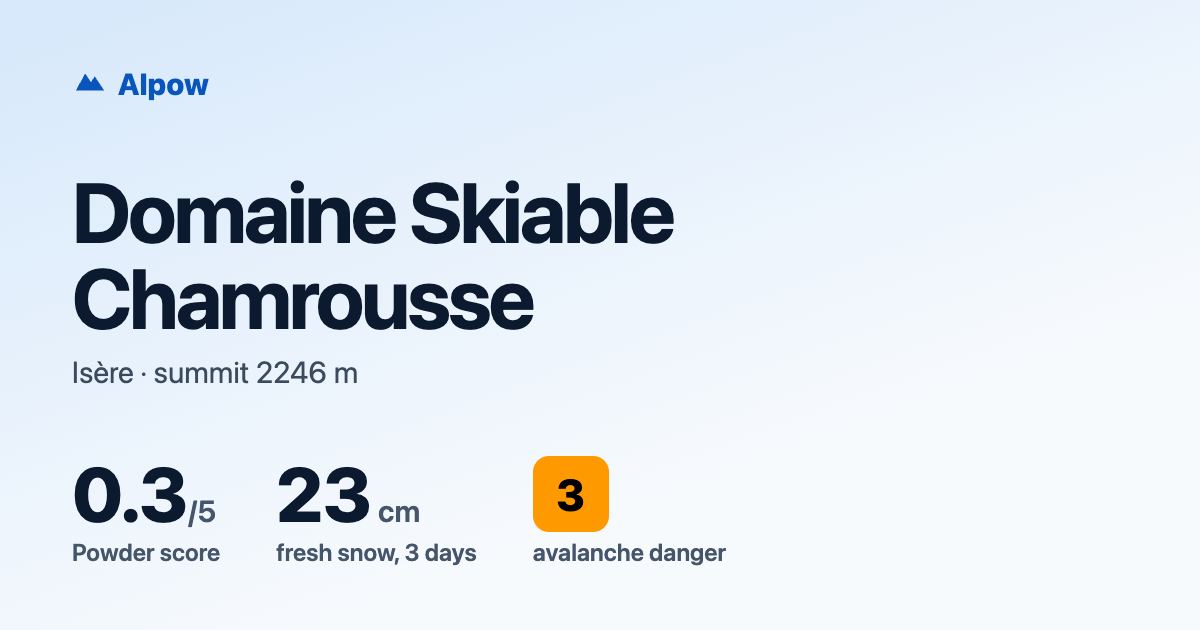 Alpow
Domaine Skiable
Chamrousse
Isère · summit 2246 m
0.3/5
23 cm
3
Powder score
fresh snow, 3 days
avalanche danger